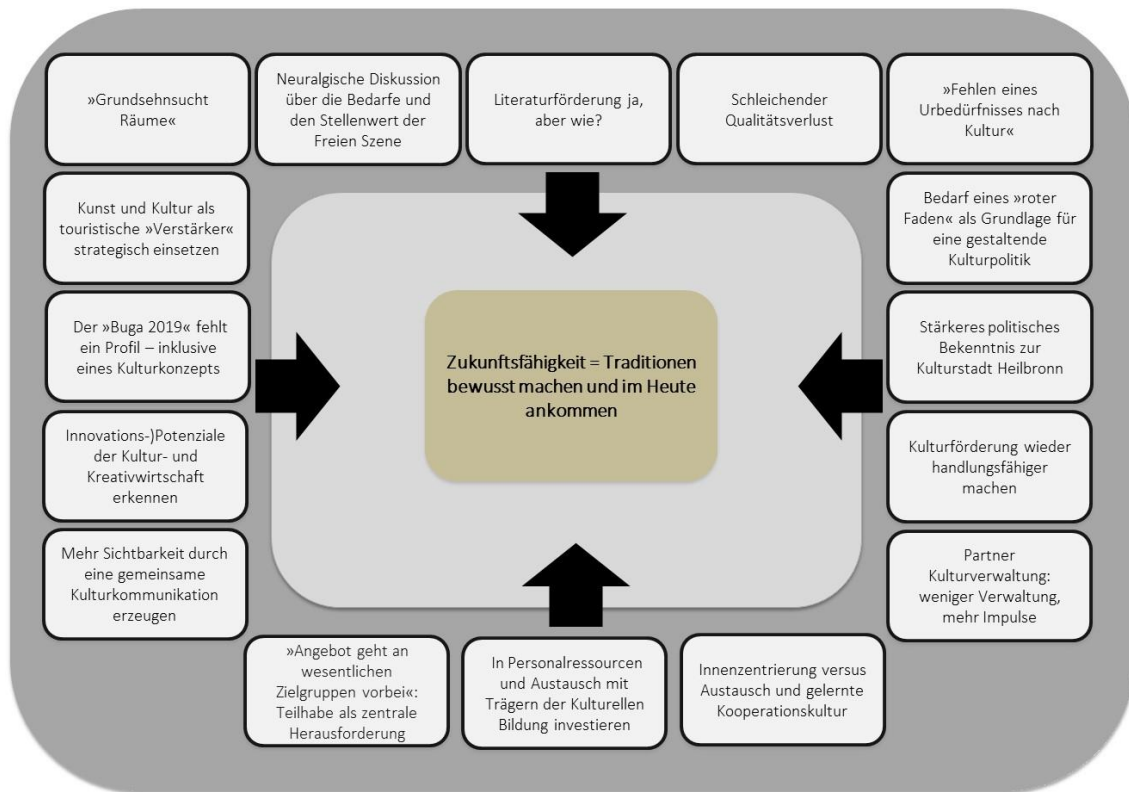 »Grundsehnsucht
Räume«
Neuralgische Diskussion
über die Bedarfe und
den Stellenwert der
Freien Szene
Literaturförderung ja,
aber wie?
Schleichender
Qualitätsverlust
»Fehlen eines
Urbedürfnisses nach
Kultur«
Kunst und Kultur als
touristische »Verstärker«
strategisch einsetzen
Bedarf eines »roter
Faden« als Grundlage für
eine gestaltende
Kulturpolitik
Der »Buga 2019« fehlt
ein Profil – inklusive
eines Kulturkonzepts
Zukunftsfähigkeit = Traditionen
bewusst machen und im Heute
ankommen
Stärkeres politisches
Bekenntnis zur
Kulturstadt Heilbronn
Innovations-)Potenziale
der Kultur- und
Kreativwirtschaft
erkennen
Kulturförderung wieder
handlungsfähiger
machen
Mehr Sichtbarkeit durch
eine gemeinsame
Kulturkommunikation
erzeugen
Partner
Kulturverwaltung:
weniger Verwaltung,
mehr Impulse
»Angebot geht an
wesentlichen
Zielgruppen vorbei«:
Teilhabe als zentrale
Herausforderung
In Personalressourcen
und Austausch mit
Trägern der Kulturellen
Bildung investieren
Innenzentrierung versus
Austausch und gelernte
Kooperationskultur